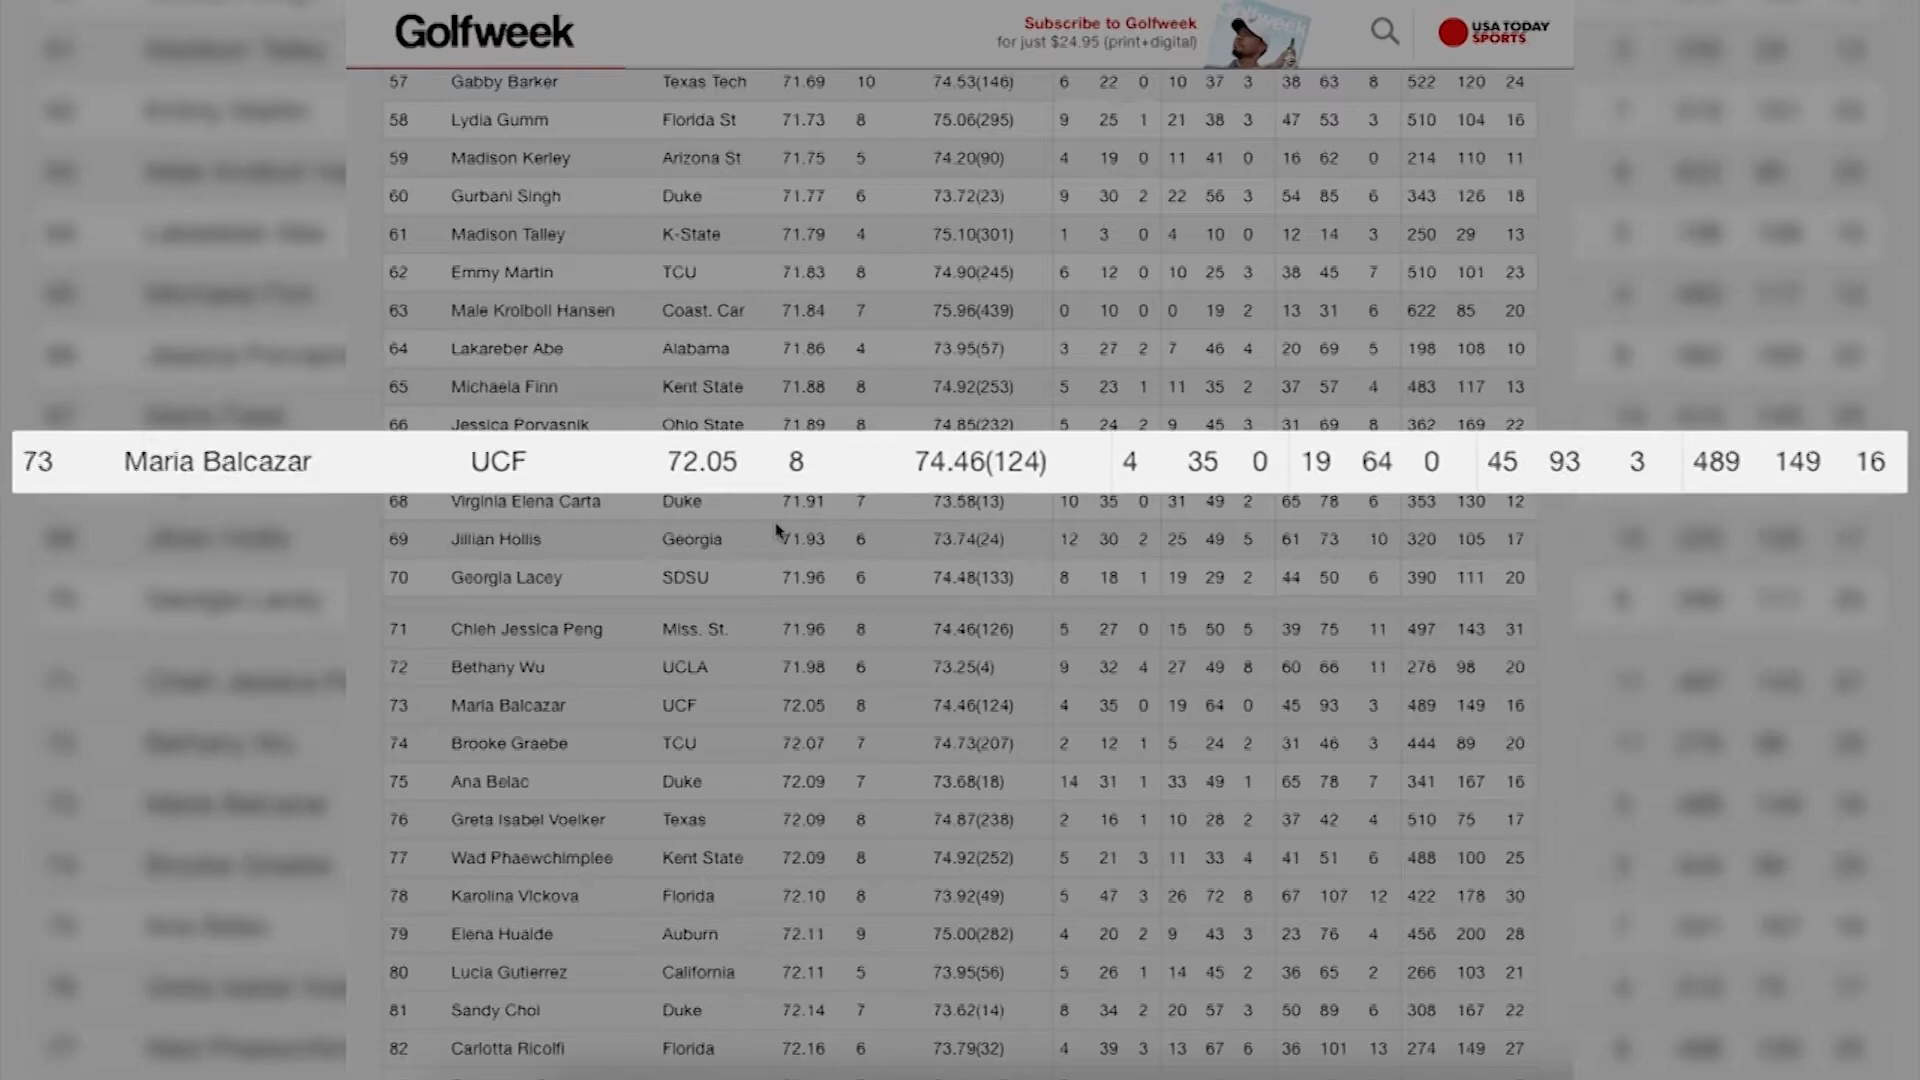 Golfweek
Subscribe to Golfweek
for just $24.95 (print+digital)
USA TODAY
SPORTS
57 Gabby Barker Texas Tech 71.69 10 74.53(146) 6 22 0 10 37 3 38 63 8 522 120 24
58 Lydia Gumm Florida St 71.73 8 75.06(295) 9 25 1 21 38 3 47 53 3 510 104 16
59 Madison Kerley Arizona St 71.75 5 74.20(90) 4 19 0 11 41 0 16 62 0 214 110 11
60 Gurbani Singh Duke 71.77 6 73.72(23) 9 30 2 22 56 3 54 85 6 343 126 18
61 Madison Talley K-State 71.79 4 75.10(301) 1 3 0 4 10 0 12 14 3 250 29 13
62 Emmy Martin TCU 71.83 8 74.90(245) 6 12 0 10 25 3 38 45 7 510 101 23
63 Male Krolboll Hansen Coast. Car 71.84 7 75.96(439) 0 10 0 0 19 2 13 31 6 622 85 20
64 Lakareber Abe Alabama 71.86 4 73.95(57) 3 27 2 7 46 4 20 69 5 198 108 10
65 Michaela Finn Kent State 71.88 8 74.92(253) 5 23 1 11 35 2 37 57 4 483 117 13
66 Jessica Porvasnik Ohio State 71.89 8 74.85(232) 5 24 2 9 45 3 31 69 8 362 169 22
73 Maria Balcazar UCF 72.05 8 74.46(124) 4 35 0 19 64 0 45 93 3 489 149 16
68 Virginia Elena Carta Duke 71.91 7 73.58(13) 10 35 0 31 49 2 65 78 6 353 130 12
69 Jillian Hollis Georgia 71.93 6 73.74(24) 12 30 2 25 49 5 61 73 10 320 105 17
70 Georgia Lacey SDSU 71.96 6 74.48(133) 8 18 1 19 29 2 44 50 6 390 111 20
71 Chieh Jessica Peng Miss. St. 71.96 8 74.46(126) 5 27 0 15 50 5 39 75 11 497 143 31
72 Bethany Wu UCLA 71.98 6 73.25(4) 9 32 4 27 49 8 60 66 11 276 98 20
73 Maria Balcazar UCF 72.05 8 74.46(124) 4 35 0 19 64 0 45 93 3 489 149 16
74 Brooke Graebe TCU 72.07 7 74.73(207) 2 12 1 5 24 2 31 46 3 444 89 20
75 Ana Belac Duke 72.09 7 73.68(18) 14 31 1 33 49 1 65 78 7 341 167 16
76 Greta Isabel Voelker Texas 72.09 8 74.87(238) 2 16 1 10 28 2 37 42 4 510 75 17
77 Wad Phaewchimplee Kent State 72.09 8 74.92(252) 5 21 3 11 33 4 41 51 6 488 100 25
78 Karolina Vlckova Florida 72.10 8 73.92(49) 5 47 3 26 72 8 67 107 12 422 178 30
79 Elena Hualde Auburn 72.11 9 75.00(282) 4 20 2 9 43 3 23 76 4 456 200 28
80 Lucia Gutierrez California 72.11 5 73.95(56) 5 26 1 14 45 2 36 65 2 266 103 21
81 Sandy Choi Duke 72.14 7 73.62(14) 8 34 2 20 57 3 50 89 6 308 167 22
82 Carlotta Ricolfi Florida 72.16 6 73.79(32) 4 39 3 13 67 6 36 101 13 274 149 27